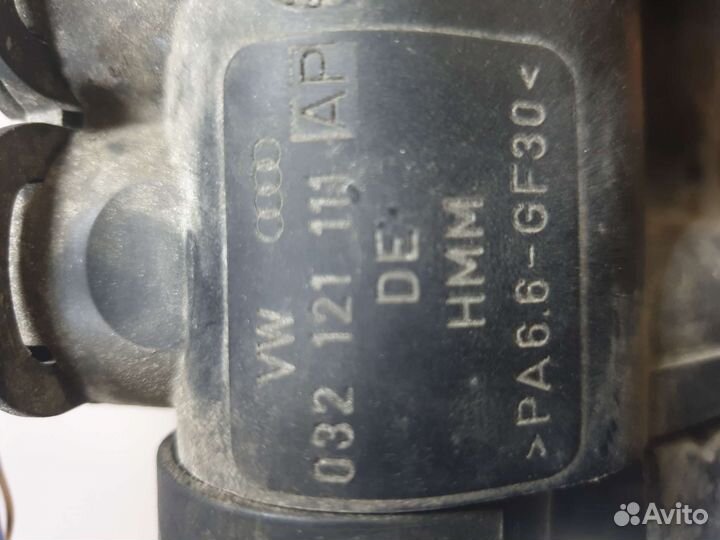 VW
032 121 111 AP
DE
HMM
>PA6.6-GF30<
Avito